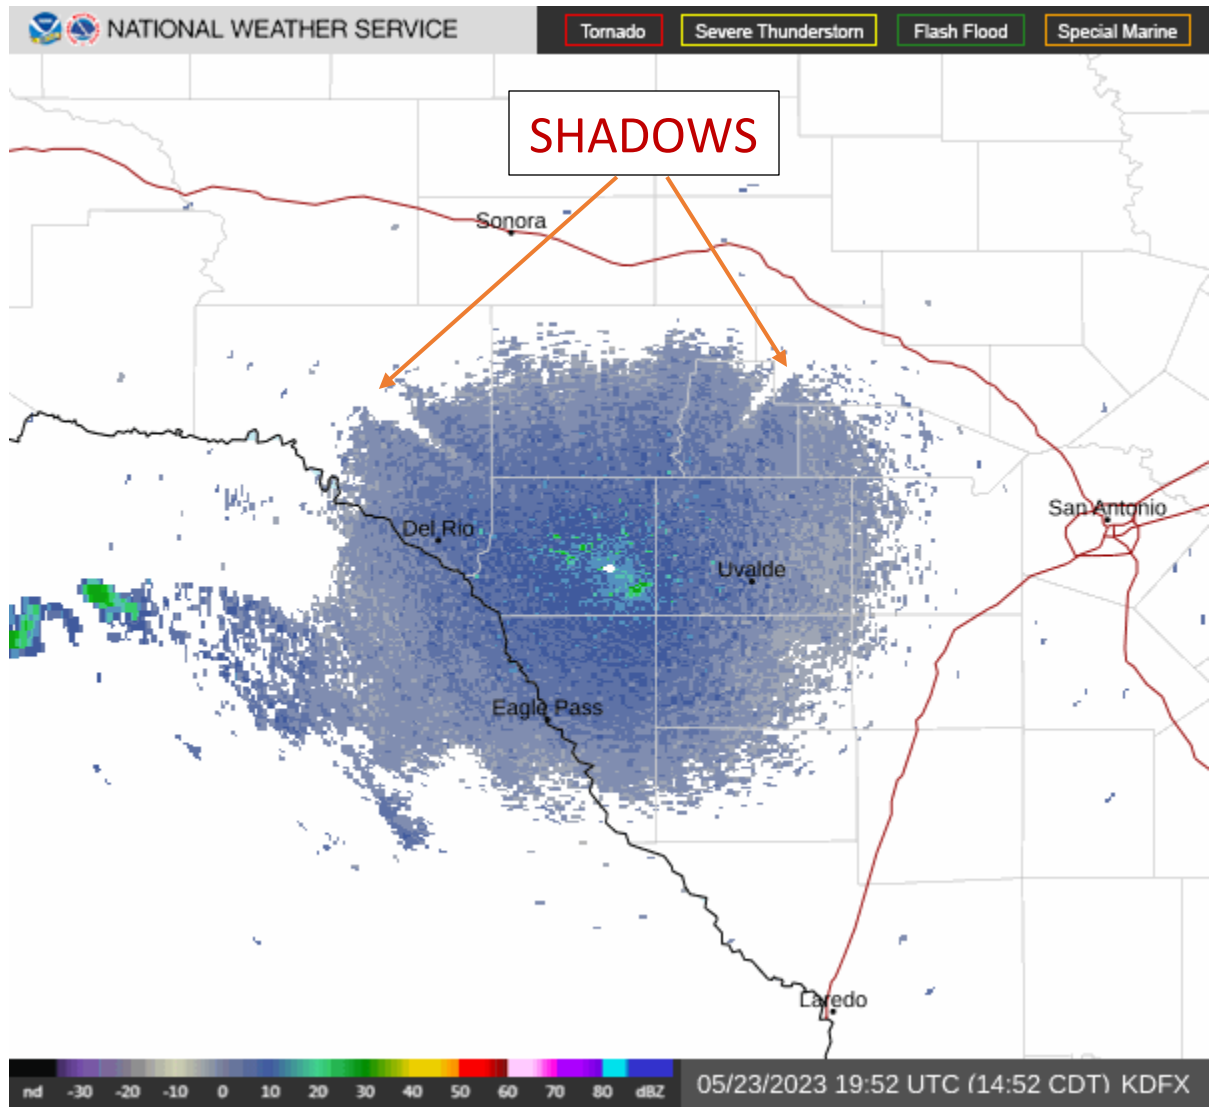 NATIONAL WEATHER SERVICE
Tornado
Severe Thunderstorn
Flash Flood
Special Marine
SHADOWS
Sonora
San Antonio
Del Rio
Uvalde
Eagle Pass
Laredo
nd -30 -20 -10 0 10 20 30 40 50 60 70 80 dBZ
05/23/2023 19:52 UTC (14:52 CDT) KDFX